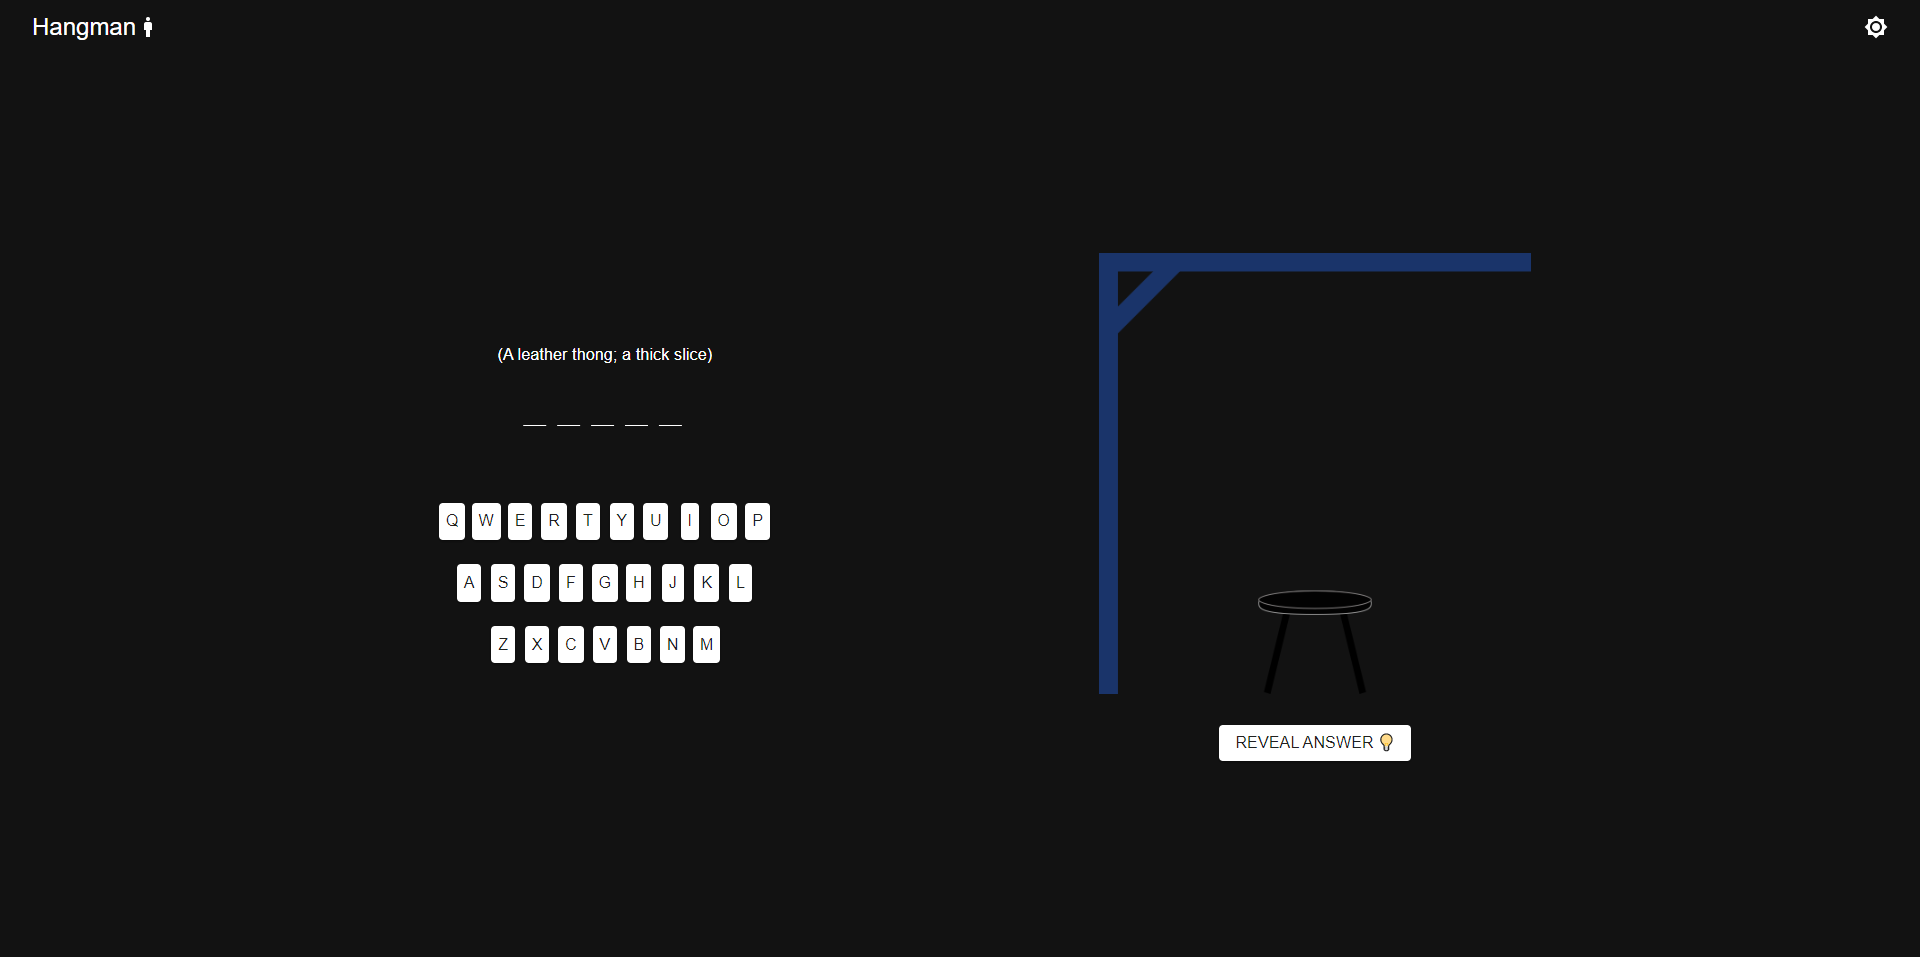 Hangman
(A leather thong; a thick slice)
Q W E R T Y U I O P
A S D F G H J K L
Z X C V B N M
REVEAL ANSWER